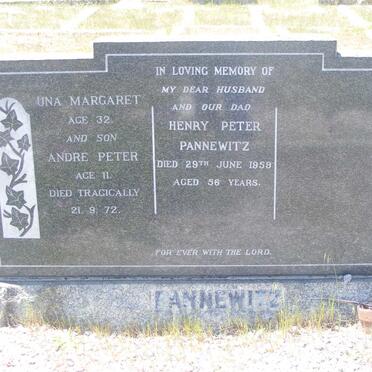 UNA MARGARET
AGE 32.
AND SON
ANDRE PETER
AGE 11.
DIED TRAGICALLY
21. 9. 72.
IN LOVING MEMORY OF
MY DEAR HUSBAND
AND OUR DAD
HENRY PETER
PANNEWITZ
DIED 29TH JUNE 1959
AGED 56 YEARS.
FOR EVER WITH THE LORD.
PANNEWITZ